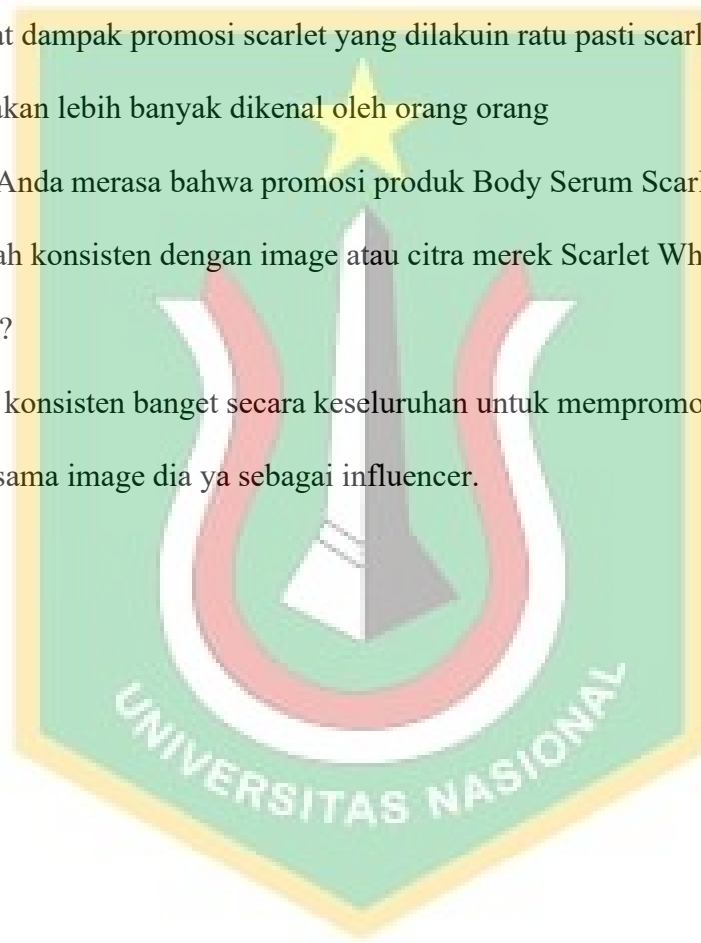 at dampak promosi scarlet yang dilakuin ratu pasti scarl
akan lebih banyak dikenal oleh orang orang
Anda merasa bahwa promosi produk Body Serum Scar
ah konsisten dengan image atau citra merek Scarlet Wh
?
konsisten banget secara keseluruhan untuk mempromo
sama image dia ya sebagai influencer.
UNIVERSITAS NASIONAL